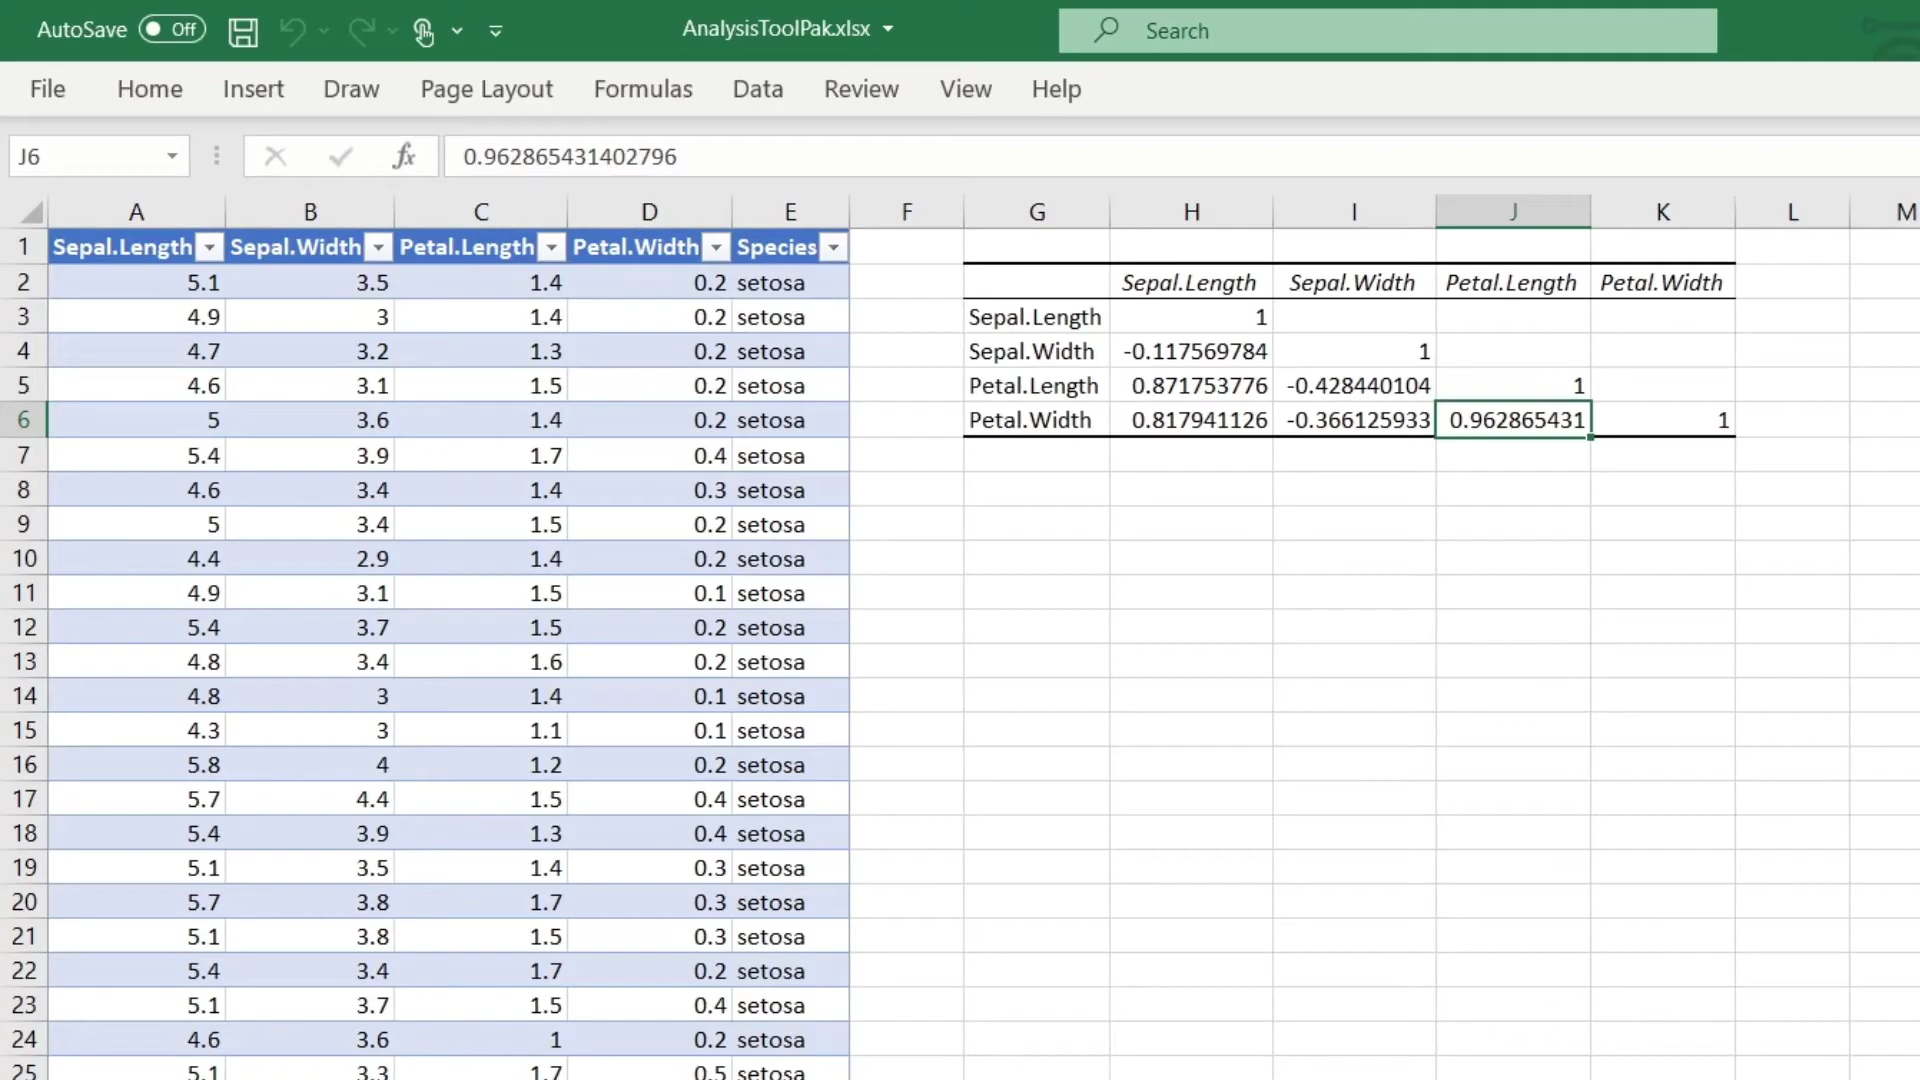 AutoSave Off AnalysisToolPak.xlsx Search
File Home Insert Draw Page Layout Formulas Data Review View Help
J6 fx 0.962865431402796
A B C D E F G H I J K L M
1 Sepal.Length Sepal.Width Petal.Length Petal.Width Species
2 5.1 3.5 1.4 0.2 setosa Sepal.Length Sepal.Width Petal.Length Petal.Width
3 4.9 3 1.4 0.2 setosa Sepal.Length 1
4 4.7 3.2 1.3 0.2 setosa Sepal.Width -0.117569784 1
5 4.6 3.1 1.5 0.2 setosa Petal.Length 0.871753776 -0.428440104 1
6 5 3.6 1.4 0.2 setosa Petal.Width 0.817941126 -0.366125933 0.962865431 1
7 5.4 3.9 1.7 0.4 setosa
8 4.6 3.4 1.4 0.3 setosa
9 5 3.4 1.5 0.2 setosa
10 4.4 2.9 1.4 0.2 setosa
11 4.9 3.1 1.5 0.1 setosa
12 5.4 3.7 1.5 0.2 setosa
13 4.8 3.4 1.6 0.2 setosa
14 4.8 3 1.4 0.1 setosa
15 4.3 3 1.1 0.1 setosa
16 5.8 4 1.2 0.2 setosa
17 5.7 4.4 1.5 0.4 setosa
18 5.4 3.9 1.3 0.4 setosa
19 5.1 3.5 1.4 0.3 setosa
20 5.7 3.8 1.7 0.3 setosa
21 5.1 3.8 1.5 0.3 setosa
22 5.4 3.4 1.7 0.2 setosa
23 5.1 3.7 1.5 0.4 setosa
24 4.6 3.6 1 0.2 setosa
25 5.1 3.3 1.7 0.5 setosa